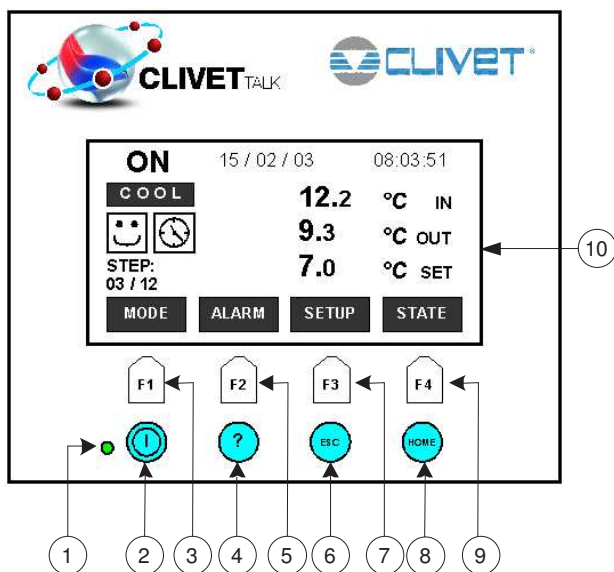 CLIVET TALK
CLIVET
ON 15 / 02 / 03 08:03:51
COOL 12.2 °C IN
9.3 °C OUT
STEP: 7.0 °C SET
03 / 12
MODE ALARM SETUP STATE
10
F1 F2 F3 F4
? ESC HOME
1 2 3 4 5 6 7 8 9